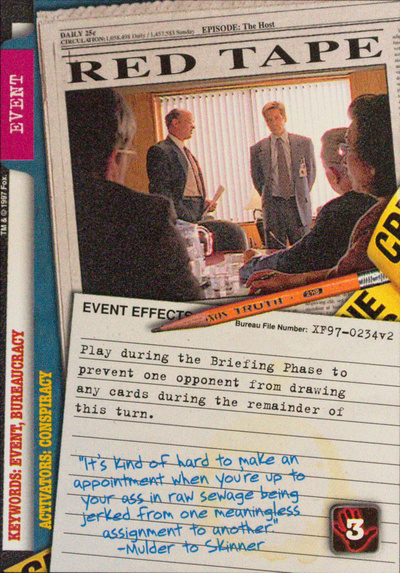 DAILY 25¢
EPISODE: The Host
CIRCULATION: 1,058,486 Daily / 1,457,583 Sunday
RED TAPE
EVENT
TM & © 1997 Fox.
KEYWORDS: EVENT, BUREAUCRACY
ACTIVATORS: CONSPIRACY
TRUTH
EVENT EFFECTS
Bureau File Number: XF97-0234v2
Play during the Briefing Phase to
prevent one opponent from drawing
any cards during the remainder of
this turn.
"It's kind of hard to make an
appointment when you're up to
your ass in raw sewage being
jerked from one meaningless
assignment to another."
-Mulder to Skinner
3